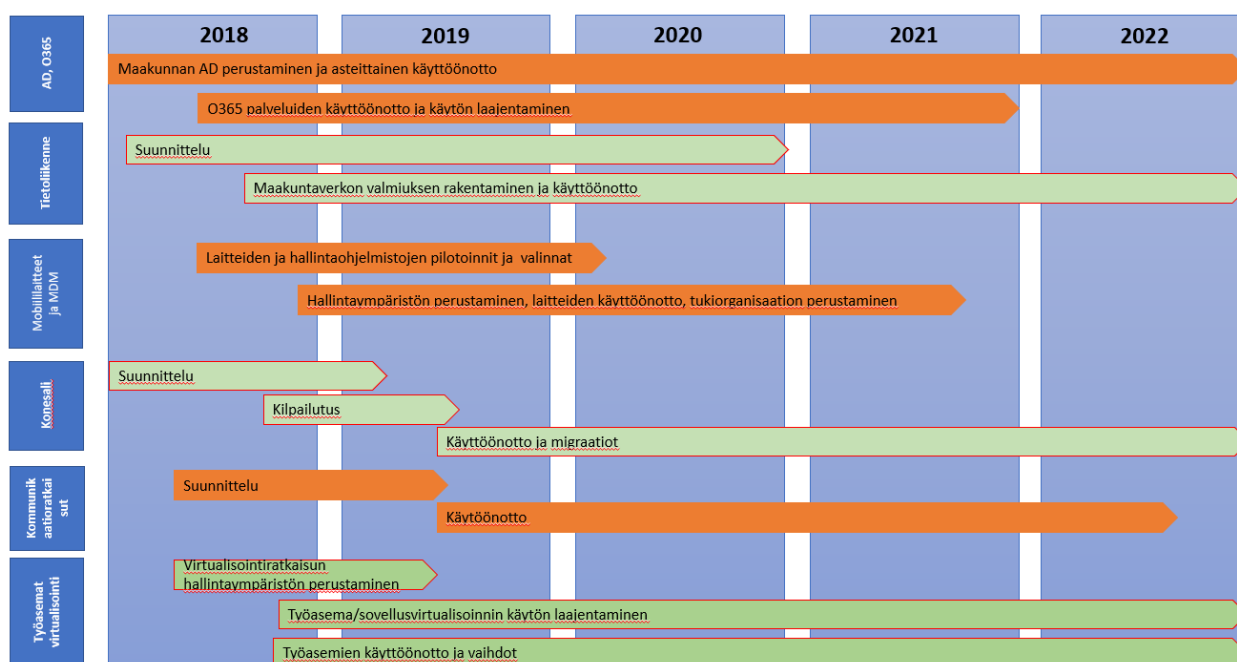 2018
2019
2020
2021
2022
AD, O365
Maakunnan AD perustaminen ja asteittainen käyttöönotto
O365 palveluiden käyttöönotto ja käytön laajentaminen
Tietoliikenne
Suunnittelu
Maakuntaverkon valmiuksen rakentaminen ja käyttöönotto
Mobiililaitteet
ja MDM
Laitteiden ja hallintaohjelmistojen pilotoinnit ja valinnat
Hallintaympäristön perustaminen, laitteiden käyttöönotto, tukiorganisaation perustaminen
Konesali
Suunnittelu
Kilpailutus
Käyttöönotto ja migraatiot
Kommunik
aatioratkai
sut
Suunnittelu
Käytöönotto
Työasemat
virtualisointi
Virtualisointiratkaisun
hallintaympäristön perustaminen
Työasema/sovellusvirtualisoinnin käytön laajentaminen
Työasemien käyttöönotto ja vaihdot